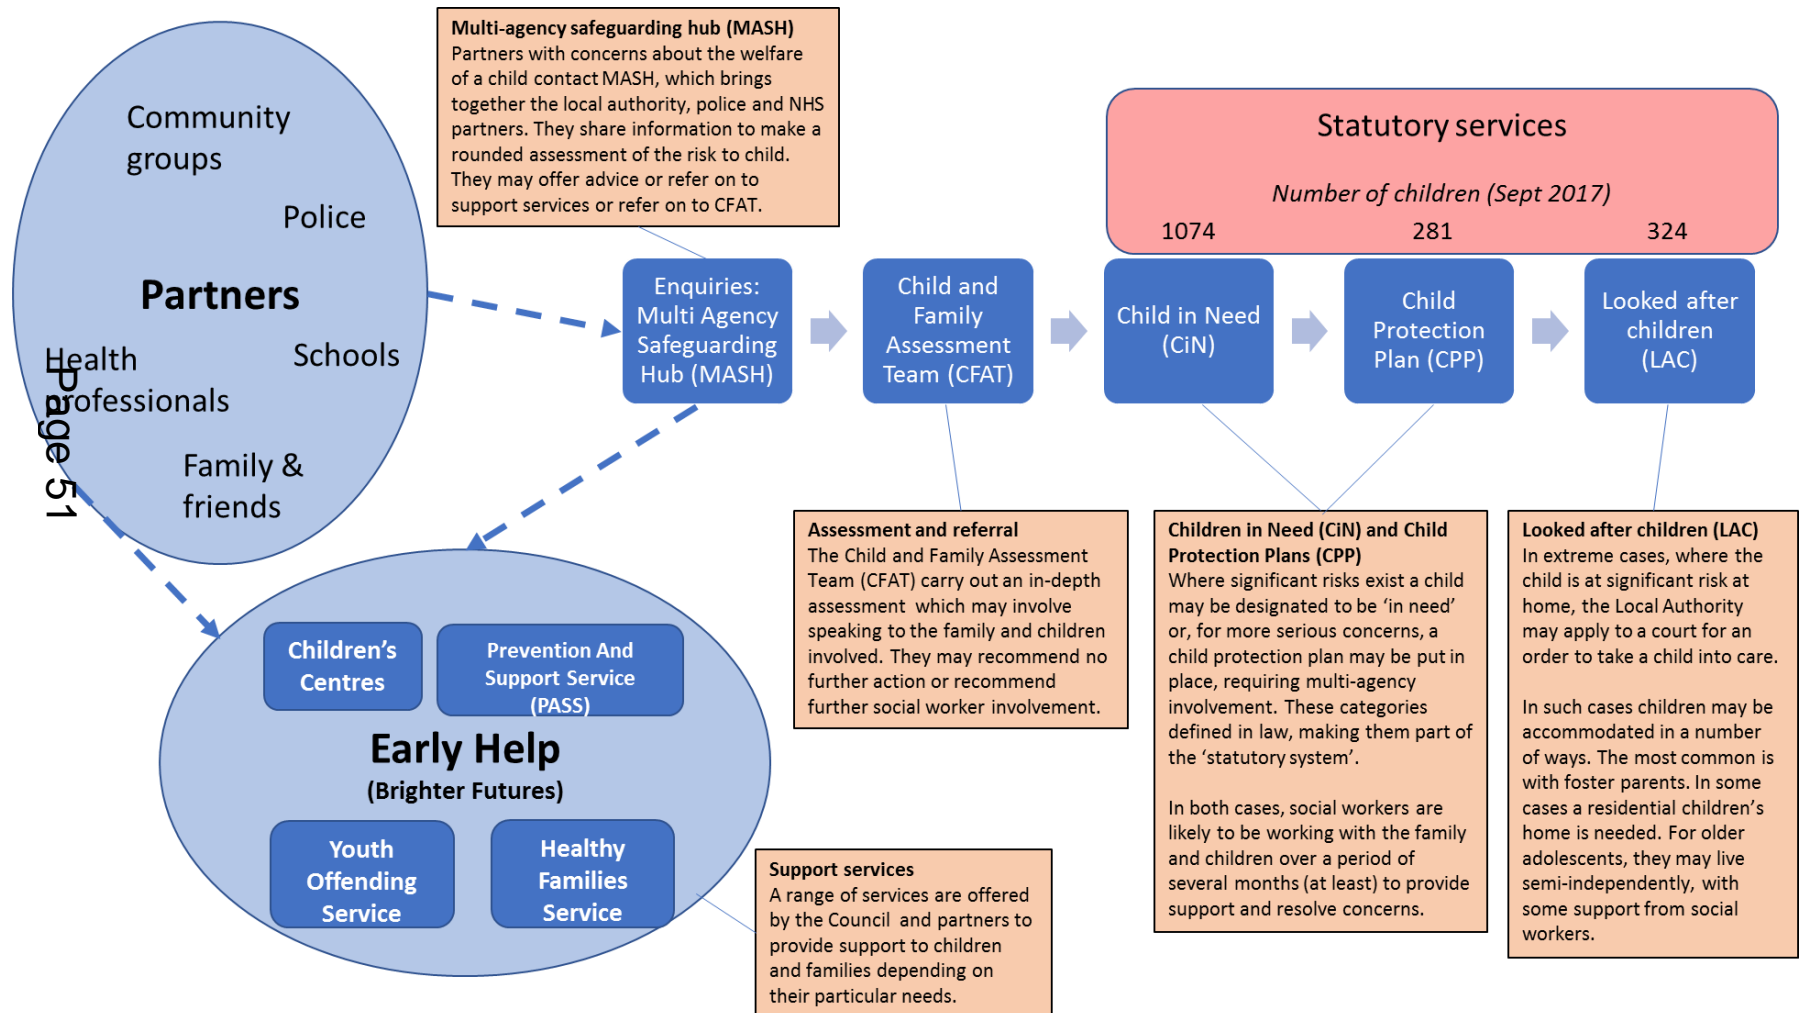 Multi-agency safeguarding hub (MASH)
Partners with concerns about the welfare
of a child contact MASH, which brings
together the local authority, police and NHS
partners. They share information to make a
rounded assessment of the risk to child.
They may offer advice or refer on to
support services or refer on to CFAT.
Community
groups
Police
Partners
Health
professionals
Schools
Family &
friends
Page 51
Statutory services
Number of children (Sept 2017)
1074
281
324
Enquiries:
Multi Agency
Safeguarding
Hub (MASH)
Child and
Family
Assessment
Team (CFAT)
Child in Need
(CiN)
Child
Protection
Plan (CPP)
Looked after
children
(LAC)
Assessment and referral
The Child and Family Assessment
Team (CFAT) carry out an in-depth
assessment which may involve
speaking to the family and children
involved. They may recommend no
further action or recommend
further social worker involvement.
Children in Need (CiN) and Child
Protection Plans (CPP)
Where significant risks exist a child
may be designated to be ‘in need’
or, for more serious concerns, a
child protection plan may be put in
place, requiring multi-agency
involvement. These categories
defined in law, making them part of
the ‘statutory system’.
In both cases, social workers are
likely to be working with the family
and children over a period of
several months (at least) to provide
support and resolve concerns.
Looked after children (LAC)
In extreme cases, where the
child is at significant risk at
home, the Local Authority
may apply to a court for an
order to take a child into care.
In such cases children may be
accommodated in a number
of ways. The most common is
with foster parents. In some
cases a residential children’s
home is needed. For older
adolescents, they may live
semi-independently, with
some support from social
workers.
Children’s
Centres
Prevention And
Support Service
(PASS)
Early Help
(Brighter Futures)
Youth
Offending
Service
Healthy
Families
Service
Support services
A range of services are offered
by the Council and partners to
provide support to children
and families depending on
their particular needs.